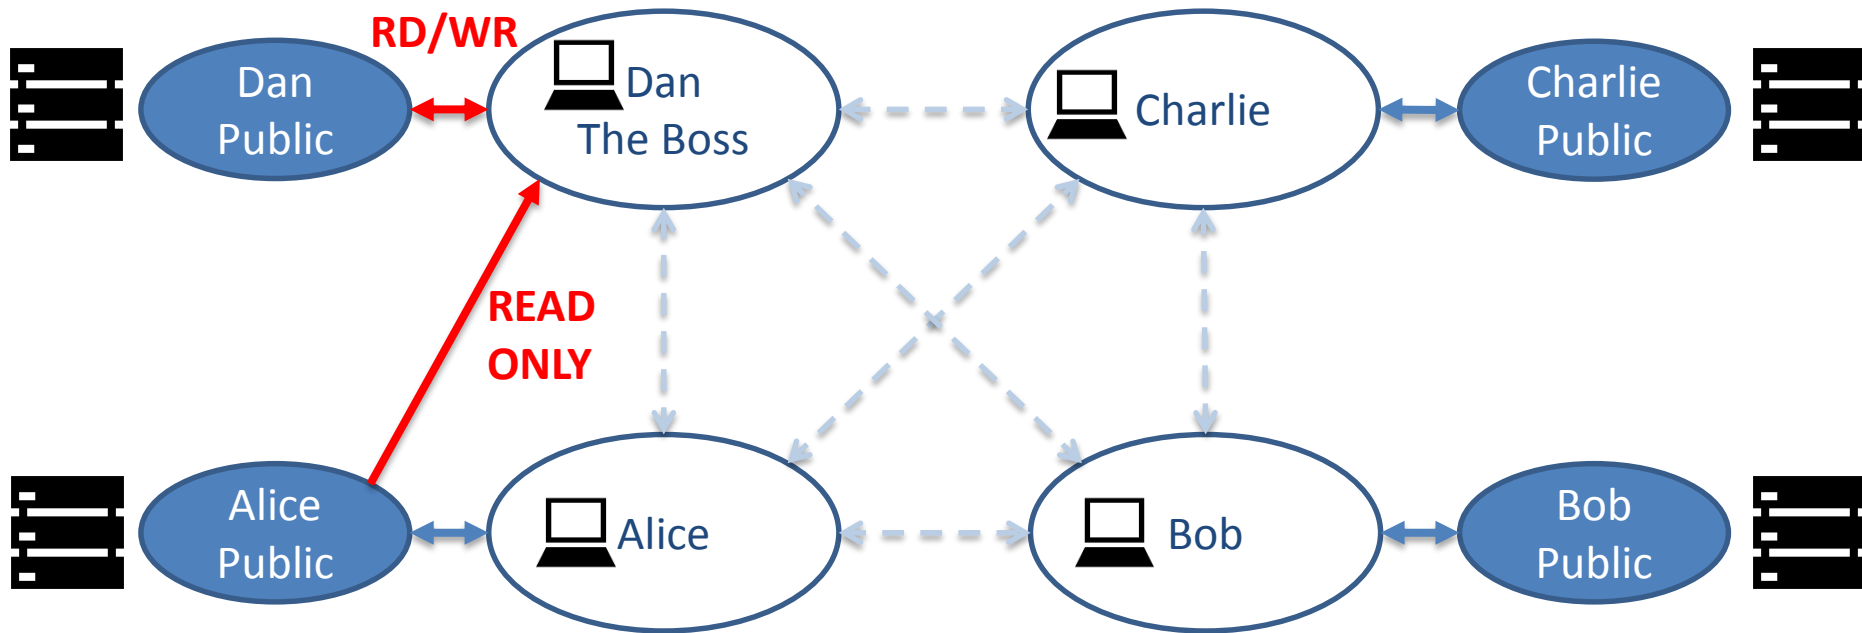 RD/WR
Dan
Public
Dan
The Boss
Charlie
Charlie
Public
READ
ONLY
Alice
Public
Alice
Bob
Bob
Public